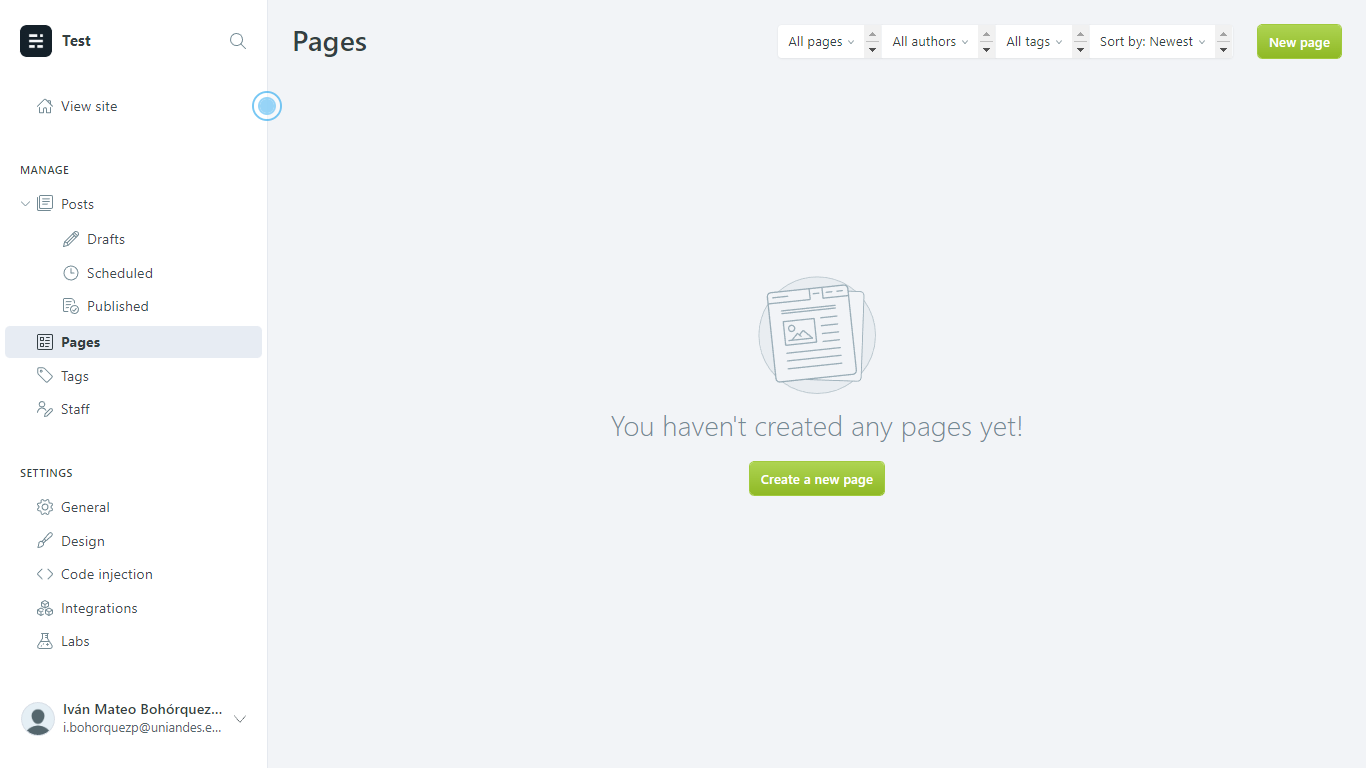 Test
View site
MANAGE
Posts
Drafts
Scheduled
Published
Pages
Tags
Staff
SETTINGS
General
Design
Code injection
Integrations
Labs
Iván Mateo Bohórquez...
i.bohorquezp@uniandes.e...
Pages
All pages
All authors
All tags
Sort by: Newest
New page
You haven't created any pages yet!
Create a new page